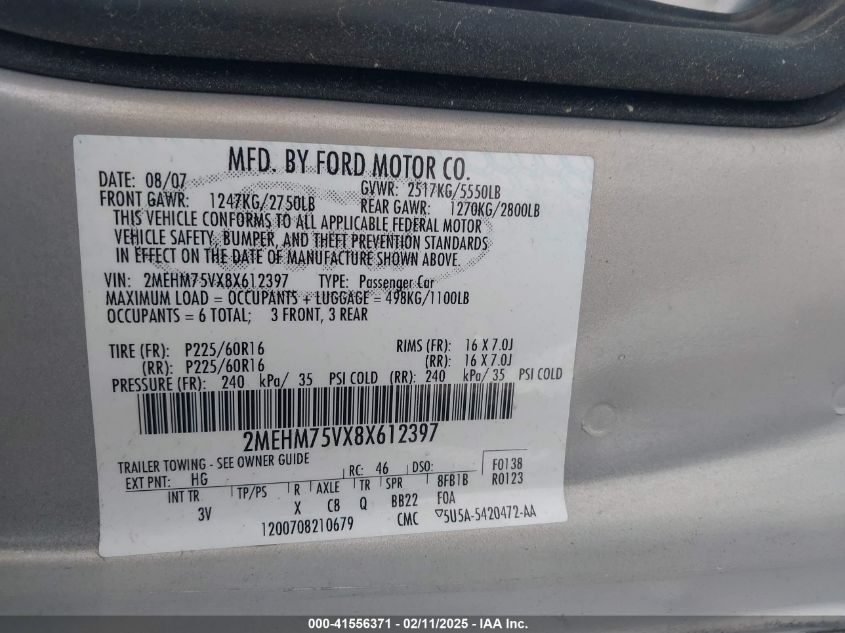 MFD. BY FORD MOTOR CO.
DATE: 08/07 GVWR: 2517KG/5550LB
FRONT GAWR: 1247KG/2750LB REAR GAWR: 1270KG/2800LB
THIS VEHICLE CONFORMS TO ALL APPLICABLE FEDERAL MOTOR
VEHICLE SAFETY, BUMPER, AND THEFT PREVENTION STANDARDS
IN EFFECT ON THE DATE OF MANUFACTURE SHOWN ABOVE.
VIN: 2MEHM75VX8X612397 TYPE: Passenger Car
MAXIMUM LOAD = OCCUPANTS + LUGGAGE = 498KG/1100LB
OCCUPANTS = 6 TOTAL; 3 FRONT, 3 REAR
TIRE (FR): P225/60R16 RIMS (FR): 16 X 7.0J
(RR): P225/60R16 (RR): 16 X 7.0J
PRESSURE (FR): 240 kPa/ 35 PSI COLD (RR): 240 kPa/ 35 PSI COLD
2MEHM75VX8X612397
TRAILER TOWING - SEE OWNER GUIDE
EXT PNT: HG RC: 46 DSO: F0138
INT TR TP/PS R AXLE TR SPR 8FB1B R0123
3V X CB Q BB22 FOA
1200708210679 CMC ▽5U5A-5420472-AA
000-41556371 - 02/11/2025 - IAA Inc.